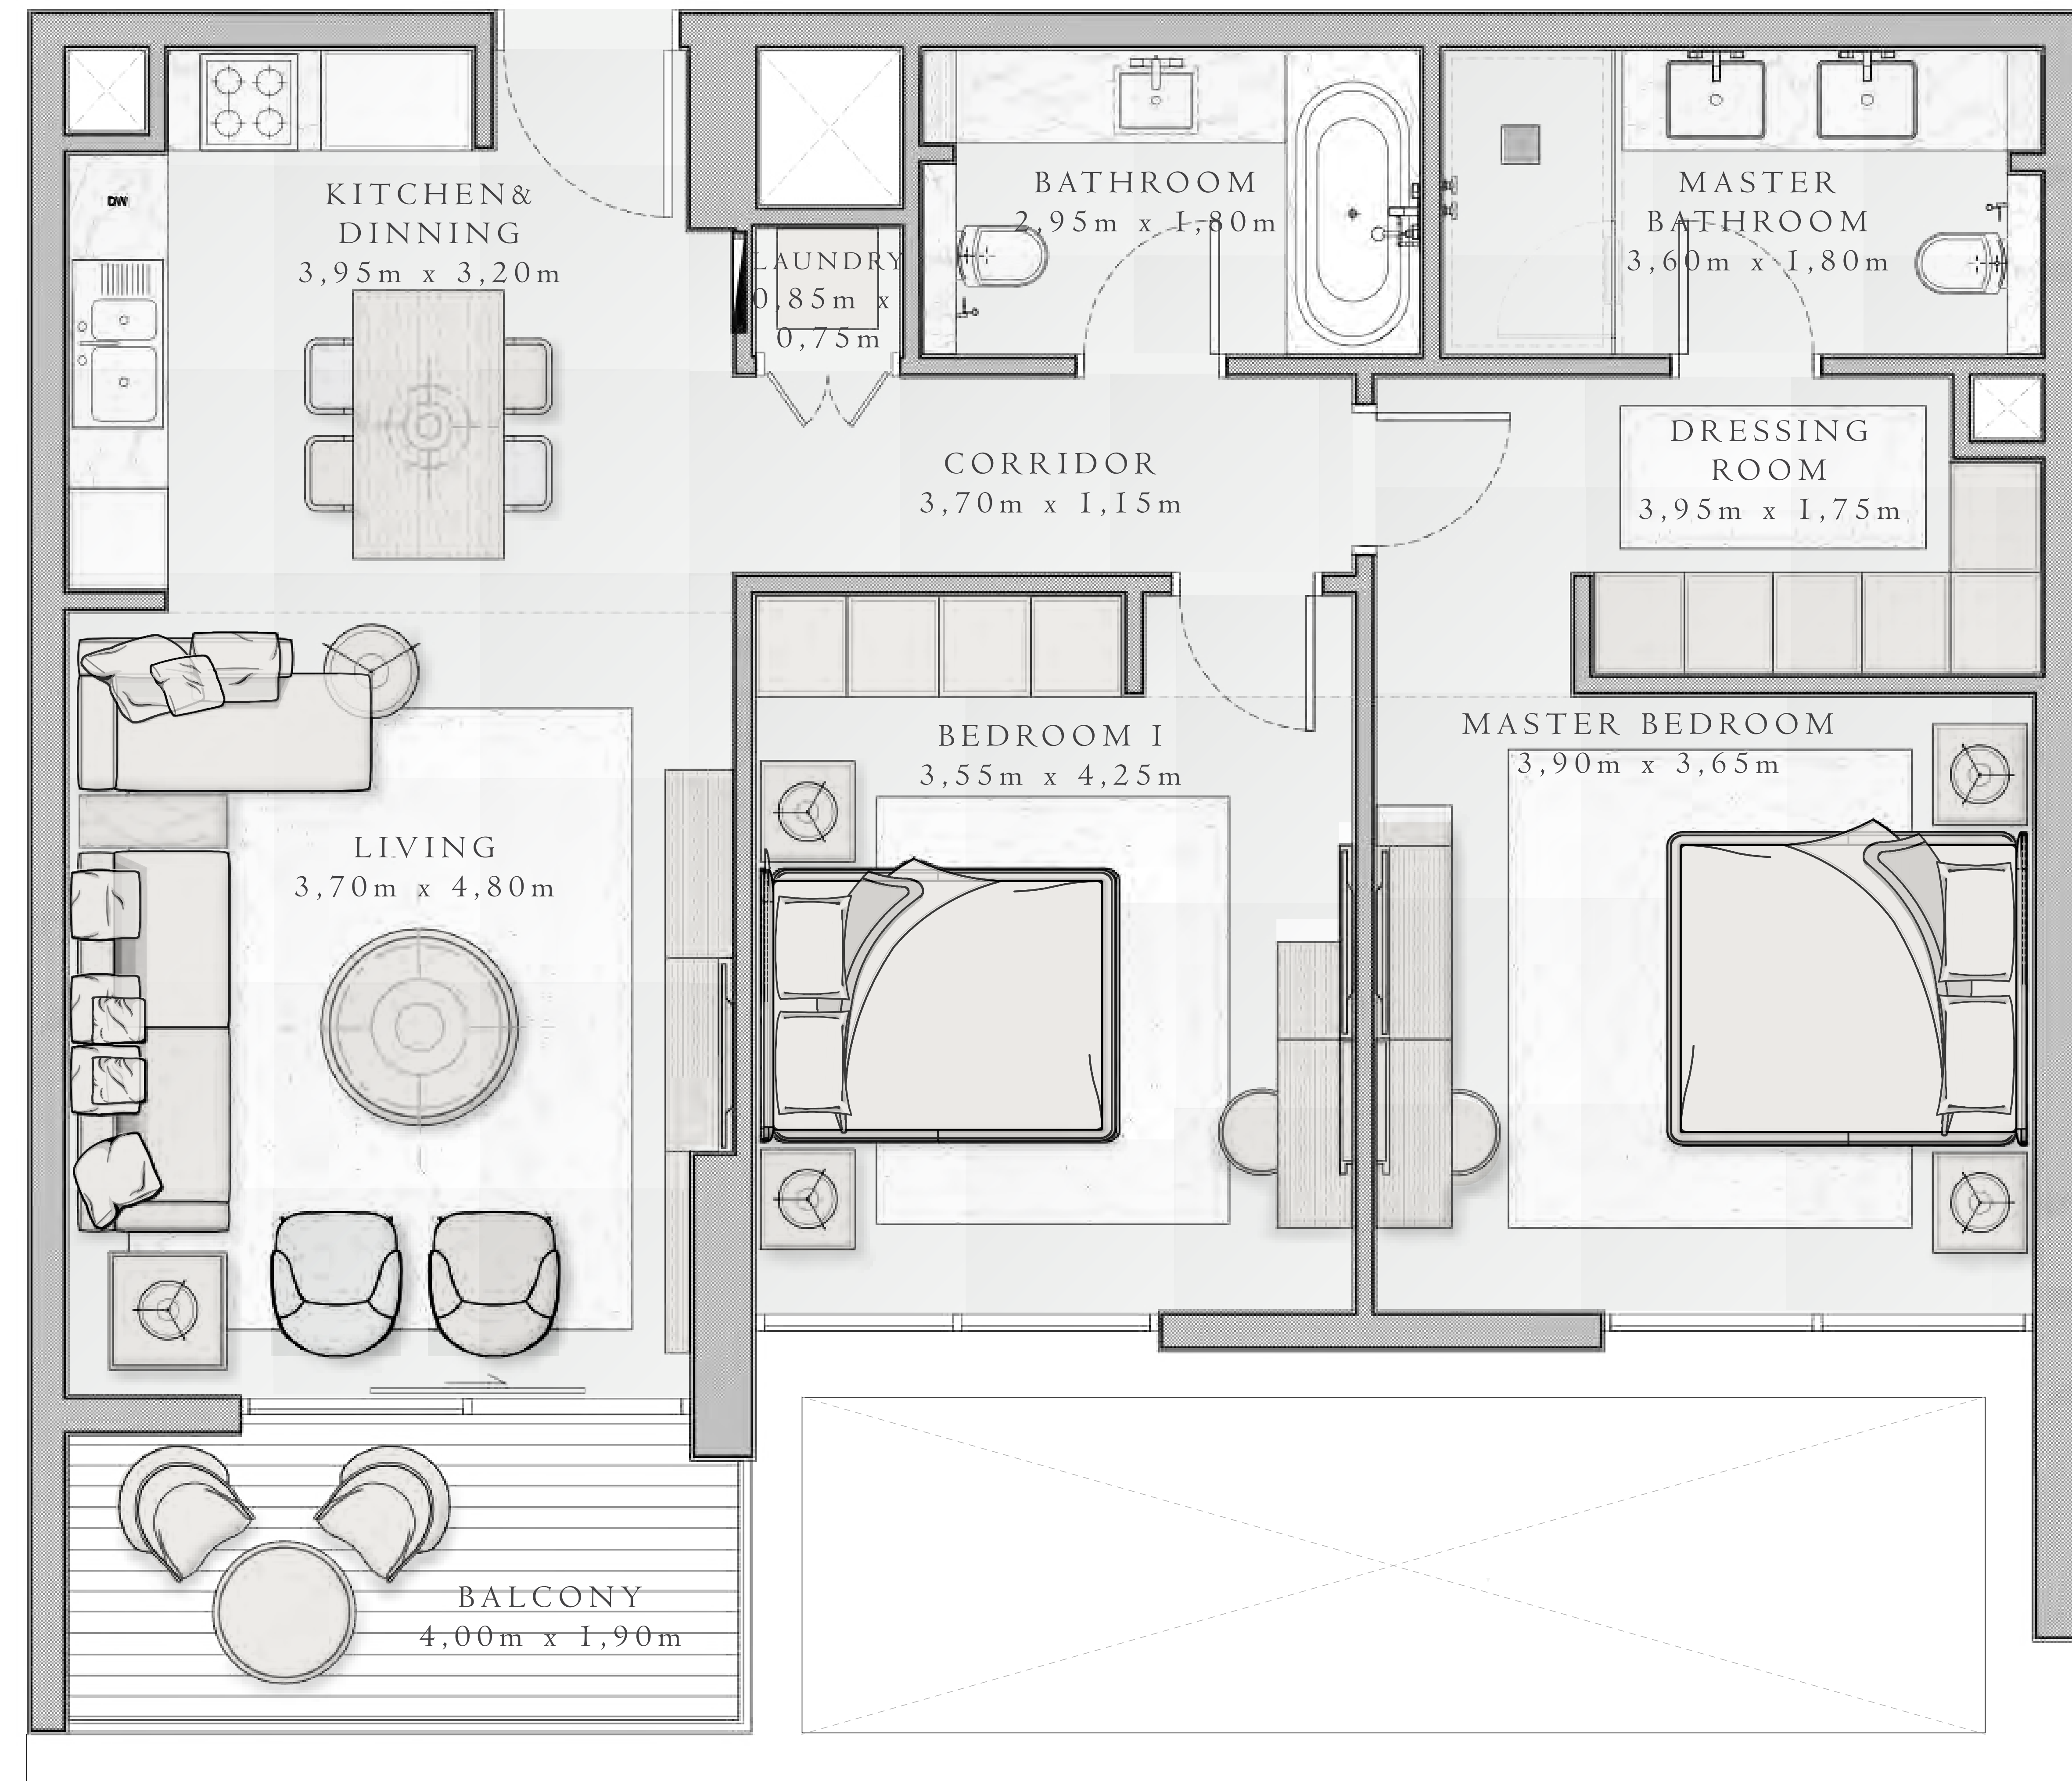 KITCHEN&
DINNING
3,95m x 3,20m
DW
LAUNDRY
0,85m x
0,75m
BATHROOM
2,95m x 1,80m
MASTER
BATHROOM
3,60m x 1,80m
CORRIDOR
3,70m x 1,15m
DRESSING
ROOM
3,95m x 1,75m
BEDROOM I
3,55m x 4,25m
MASTER BEDROOM
3,90m x 3,65m
LIVING
3,70m x 4,80m
BALCONY
4,00m x 1,90m